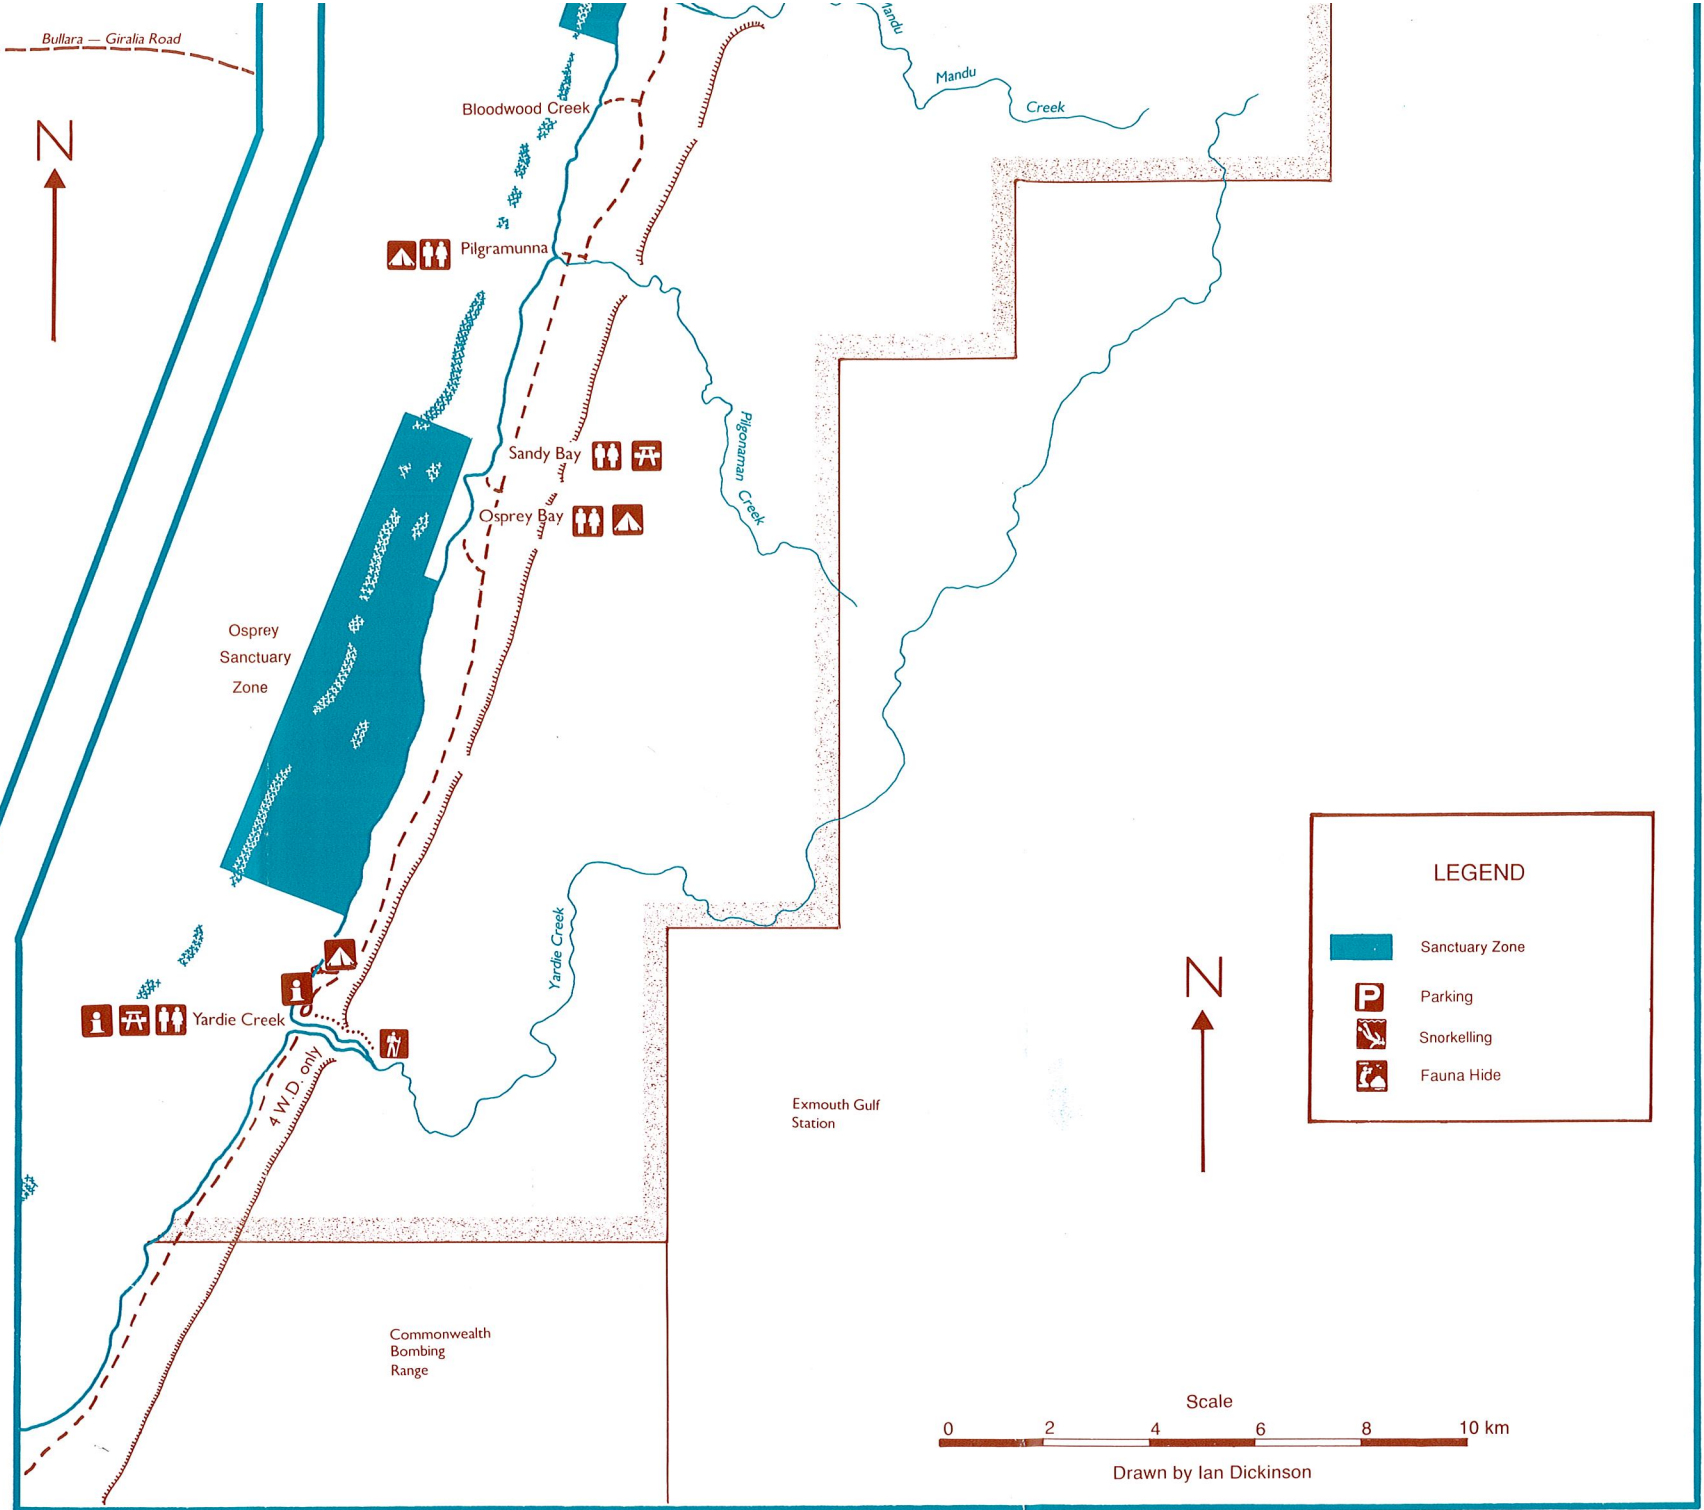 Bullara — Giralia Road
N
Mandu
Mandu
Creek
Bloodwood Creek
Pilgramunna
Pilgonaman Creek
Sandy Bay
Osprey Bay
Osprey
Sanctuary
Zone
Yardie Creek
Yardie Creek
4 W.D. only
Exmouth Gulf
Station
Commonwealth
Bombing
Range
N
LEGEND
Sanctuary Zone
P
Parking
Snorkelling
Fauna Hide
Scale
0 2 4 6 8 10 km
Drawn by Ian Dickinson